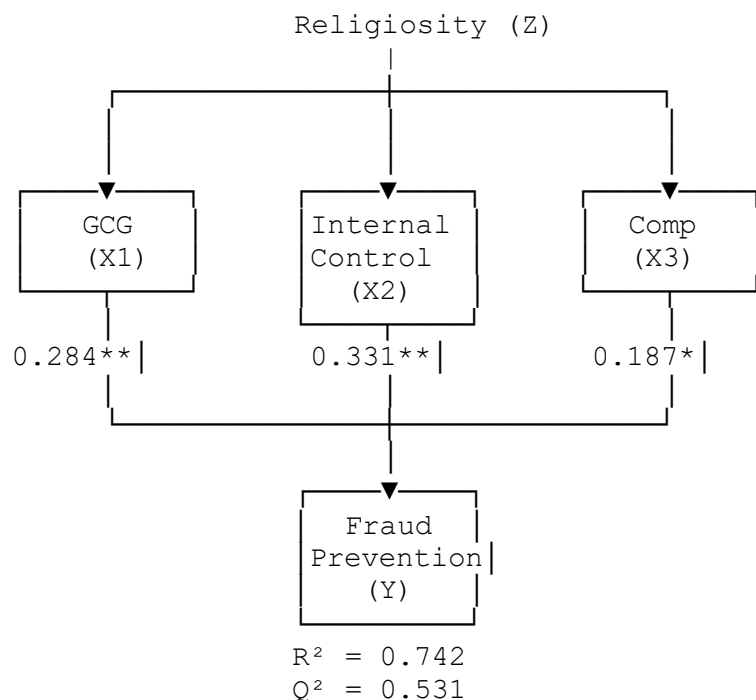 Religiosity (Z)
GCG
(X1)
Internal
Control
(X2)
Comp
(X3)
0.284**
0.331**
0.187*
Fraud
Prevention
(Y)
R² = 0.742
Q² = 0.531